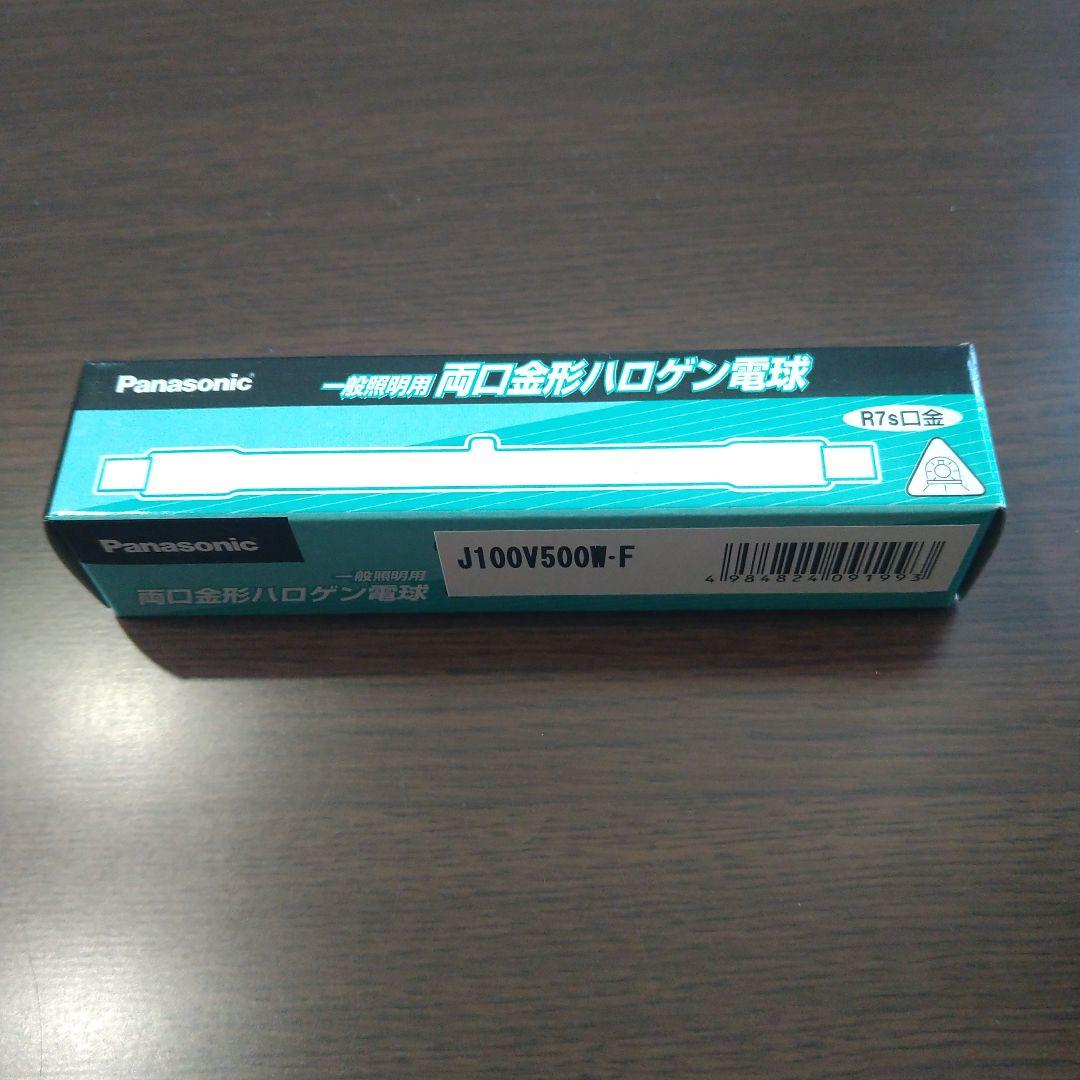 Panasonic
一般照明用 両口金形ハロゲン電球
R7s口金
Panasonic
一般照明用
両口金形ハロゲン電球
J100V500W-F
4984824091993